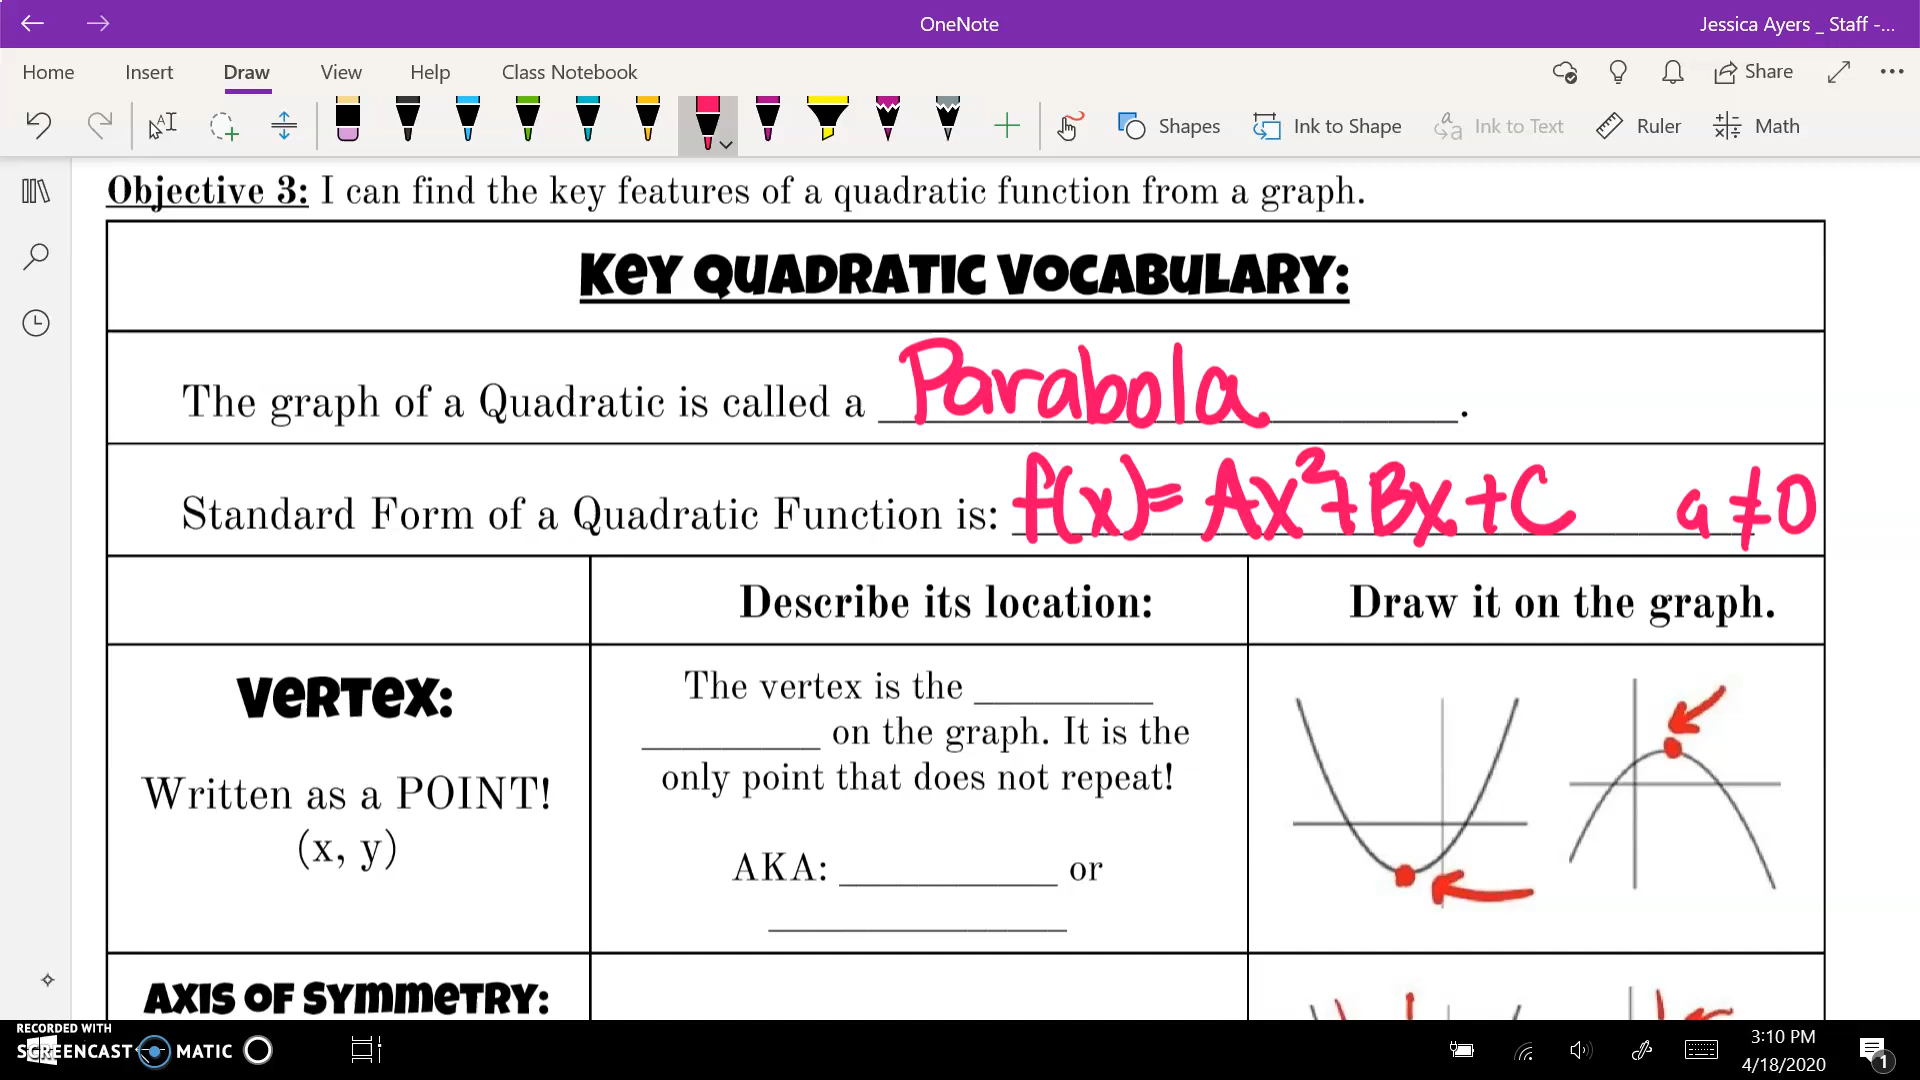 OneNote
Jessica Ayers _ Staff -...
Home Insert Draw View Help Class Notebook Share
Shapes Ink to Shape Ink to Text Ruler Math
Objective 3: I can find the key features of a quadratic function from a graph.
KEY QUADRATIC VOCABULARY:
The graph of a Quadratic is called a Parabola.
Standard Form of a Quadratic Function is: f(x)= Ax²+Bx+C a≠0
Describe its location:
Draw it on the graph.
VERTEX:
Written as a POINT!
(x, y)
The vertex is the _________
_________ on the graph. It is the
only point that does not repeat!
AKA: ___________ or
_______________
AXIS OF SYMMETRY:
RECORDED WITH
SCREENCAST MATIC
3:10 PM
4/18/2020
1